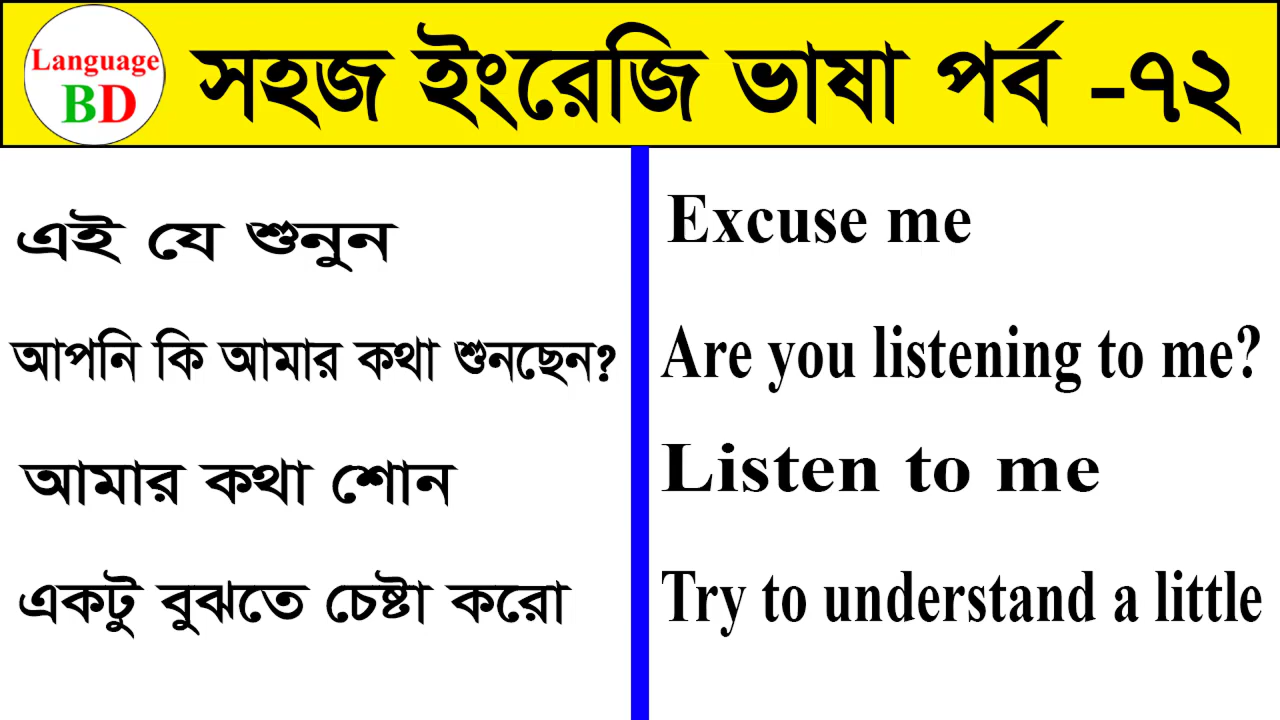 Language
BD
সহজ ইংরেজি ভাষা পর্ব -৭২
এই যে শুনুন
Excuse me
আপনি কি আমার কথা শুনছেন?
Are you listening to me?
আমার কথা শোন
Listen to me
একটু বুঝতে চেষ্টা করো
Try to understand a little